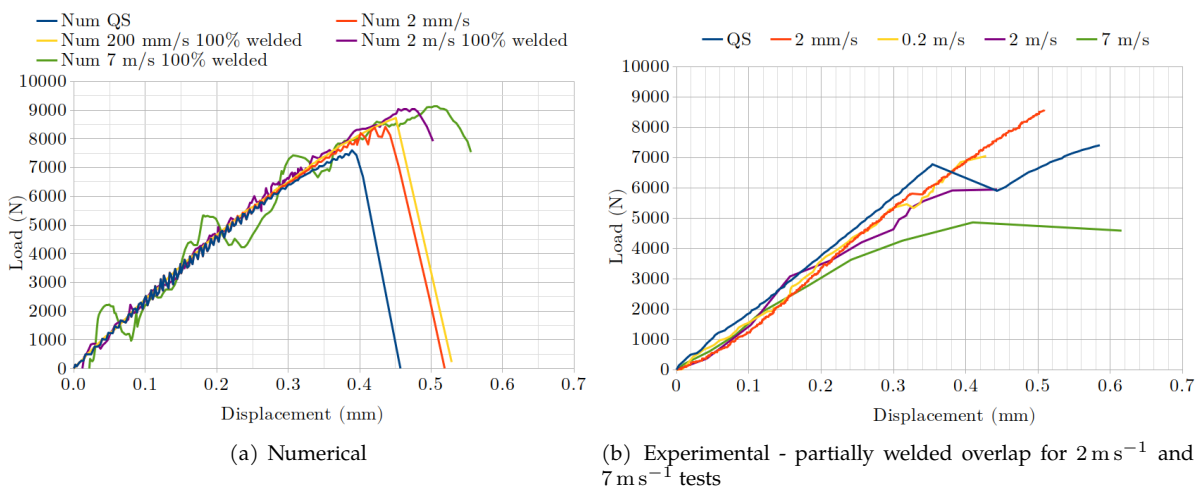 Num QS
Num 2 mm/s
Num 200 mm/s 100% welded
Num 2 m/s 100% welded
Num 7 m/s 100% welded
10000
9000
8000
7000
6000
5000
4000
3000
2000
1000
0
Load (N)
0.0 0.1 0.2 0.3 0.4 0.5 0.6 0.7
Displacement (mm)
(a) Numerical
QS 2 mm/s 0.2 m/s 2 m/s 7 m/s
10000
9000
8000
7000
6000
5000
4000
3000
2000
1000
0
Load (N)
0 0.1 0.2 0.3 0.4 0.5 0.6 0.7
Displacement (mm)
(b) Experimental - partially welded overlap for 2 m s⁻¹ and
7 m s⁻¹ tests